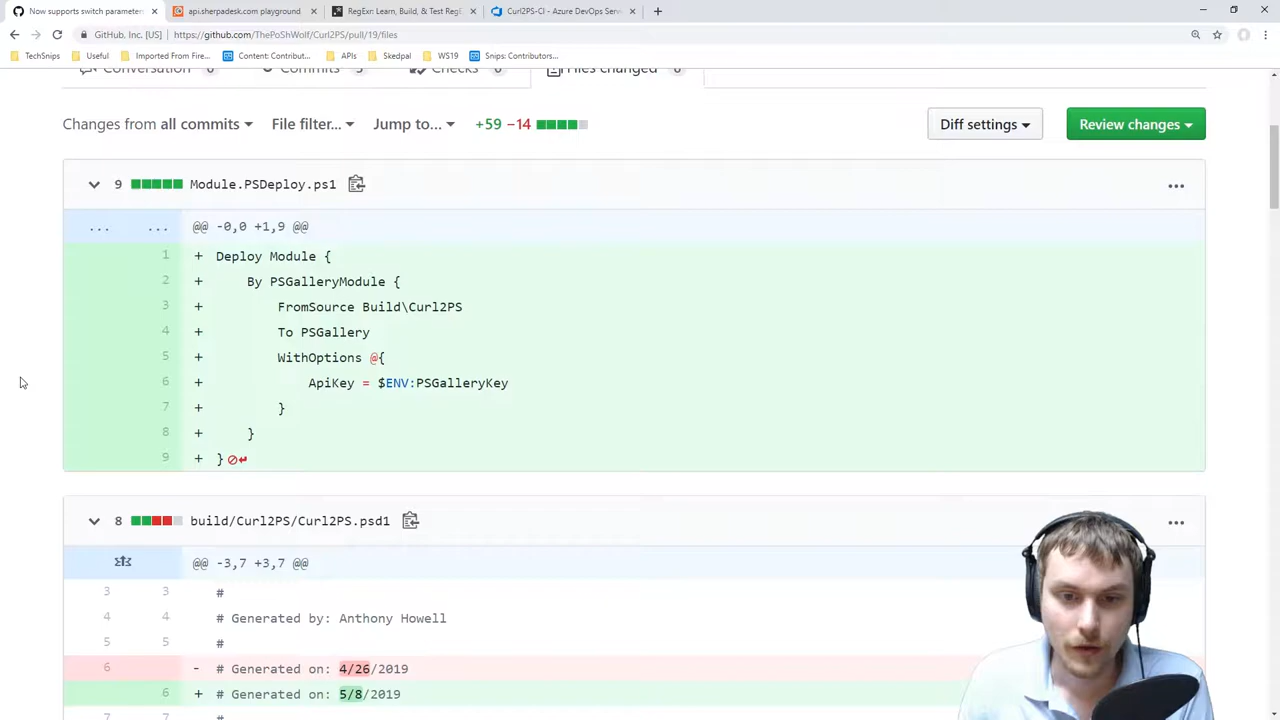 Now supports switch parameters
api.sherpadesk.com playground
RegExr: Learn, Build, & Test Reg
Curl2PS-CI - Azure DevOps Serv
GitHub, Inc. [US]
https://github.com/ThePoShWolf/Curl2PS/pull/19/files
TechSnips
Useful
Imported From Fire
Content: Contribut...
APIs
Skedpal
WS19
Snips: Contributors...
Conversation 0
Commits
Checks 0
Files changed
Changes from all commits
File filter...
Jump to...
+59 −14
Diff settings
Review changes
9 Module.PSDeploy.ps1
... ... @@ -0,0 +1,9 @@
1 + Deploy Module {
2 + By PSGalleryModule {
3 + FromSource Build\Curl2PS
4 + To PSGallery
5 + WithOptions @{
6 + ApiKey = $ENV:PSGalleryKey
7 + }
8 + }
9 + }
8 build/Curl2PS/Curl2PS.psd1
@@ -3,7 +3,7 @@
3 3 #
4 4 # Generated by: Anthony Howell
5 5 #
6 - # Generated on: 4/26/2019
6 + # Generated on: 5/8/2019
7 7 #